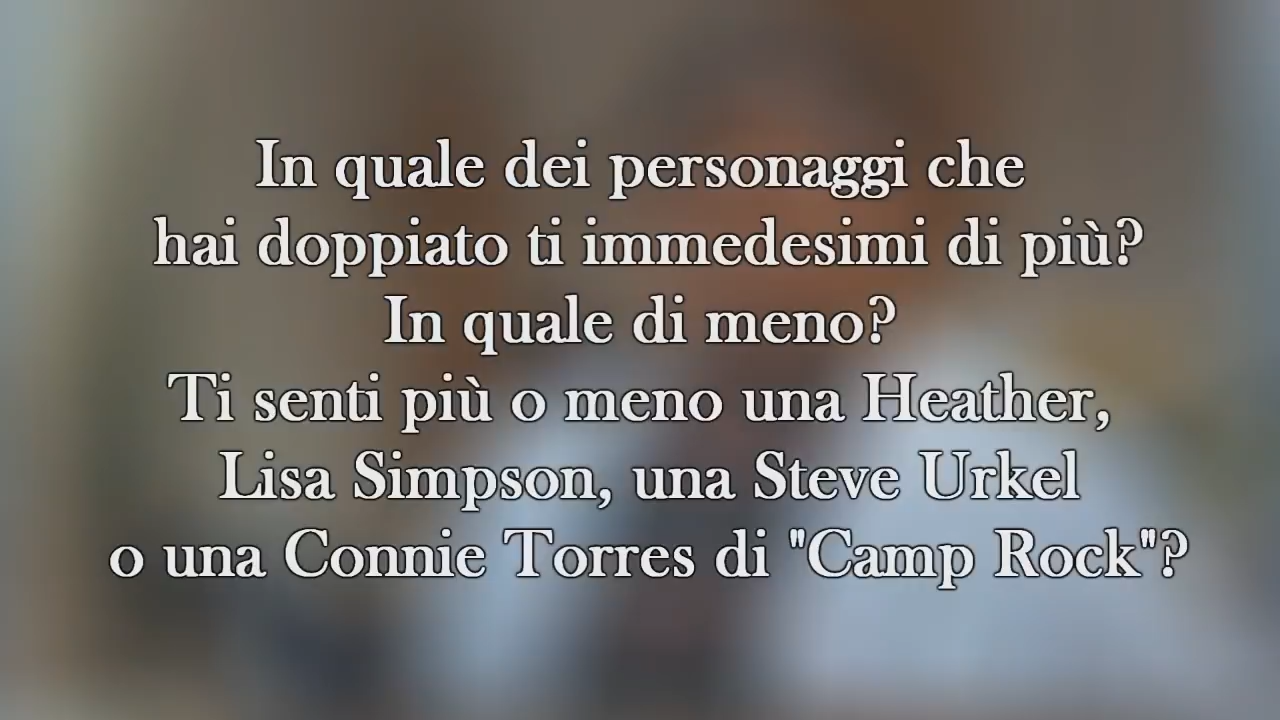 In quale dei personaggi che
hai doppiato ti immedesimi di più?
In quale di meno?
Ti senti più o meno una Heather,
Lisa Simpson, una Steve Urkel
o una Connie Torres di "Camp Rock"?